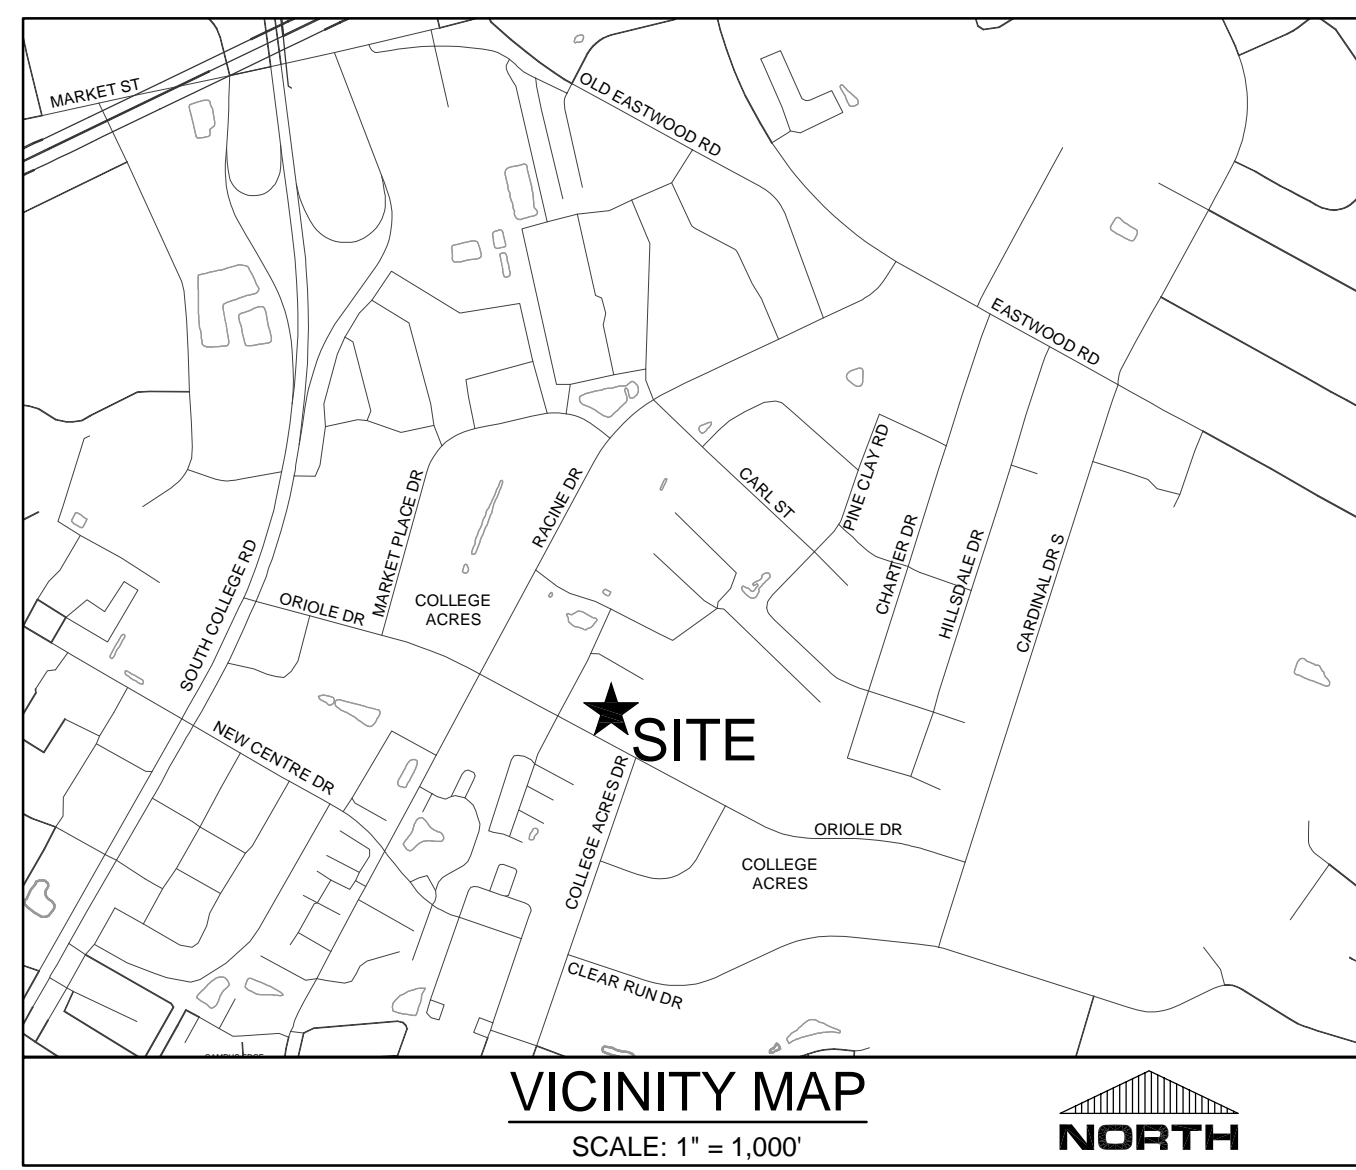 MARKET ST
OLD EASTWOOD RD
EASTWOOD RD
PINE CLAY RD
CARL ST
RACINE DR
MARKET PLACE DR
CHARTER DR
HILLSDALE DR
CARDINAL DR S
SOUTH COLLEGE RD
ORIOLE DR
COLLEGE
ACRES
SITE
NEW CENTRE DR
COLLEGE ACRES DR
ORIOLE DR
COLLEGE
ACRES
CLEAR RUN DR
VICINITY MAP
SCALE: 1" = 1,000'
NORTH